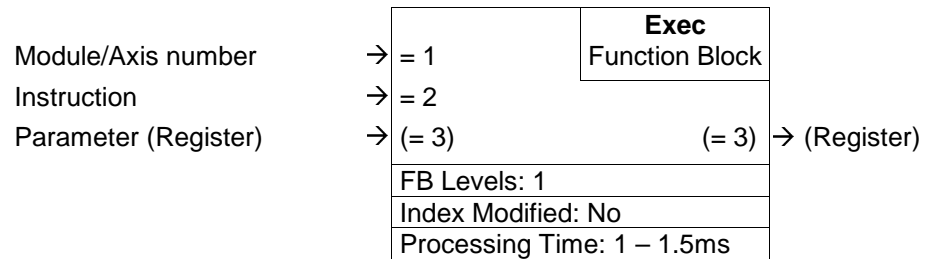 Exec
Module/Axis number → = 1 Function Block
Instruction → = 2
Parameter (Register) → (= 3) (= 3) → (Register)
FB Levels: 1
Index Modified: No
Processing Time: 1 – 1.5ms